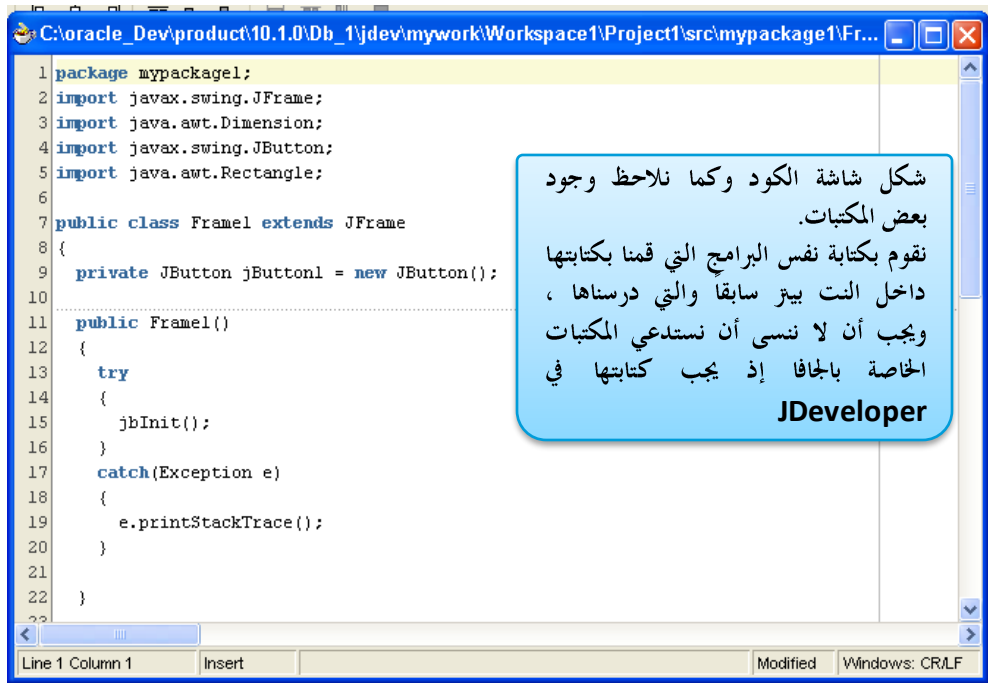 C:\oracle_Dev\product\10.1.0\Db_1\jdev\mywork\Workspace1\Project1\src\mypackage1\Fr...
1 package mypackage1;
2 import javax.swing.JFrame;
3 import java.awt.Dimension;
4 import javax.swing.JButton;
5 import java.awt.Rectangle;
6
7 public class Frame1 extends JFrame
8 {
9 private JButton jButton1 = new JButton();
10
11 public Frame1()
12 {
13 try
14 {
15 jbInit();
16 }
17 catch(Exception e)
18 {
19 e.printStackTrace();
20 }
21
22 }
شكل شاشة الكود وكما نلاحظ وجود
بعض المكتبات.
نقوم بكتابة نفس البرامج التي قمنا بكتابتها
داخل النت بينز سابقاً والتي درسناها ،
ويجب أن لا ننسى أن نستدعي المكتبات
الخاصة بالجافا إذ يجب كتابتها في
JDeveloper
Line 1 Column 1 Insert Modified Windows: CR/LF